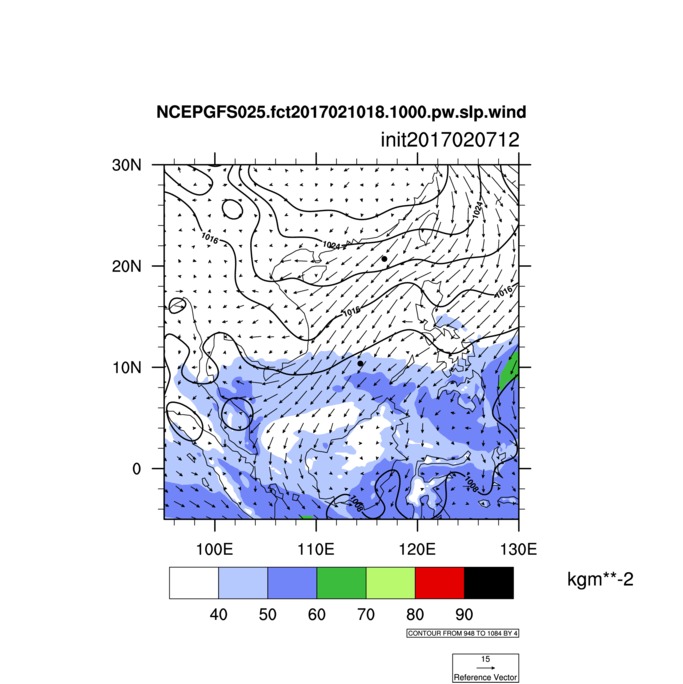 NCEPGFS025.fct2017021018.1000.pw.slp.wind
init2017020712
30N
1024
1016
1024
20N
1016
1016
10N
0
1008
1008
100E 110E 120E 130E
kgm**-2
40 50 60 70 80 90
CONTOUR FROM 948 TO 1084 BY 4
15
Reference Vector